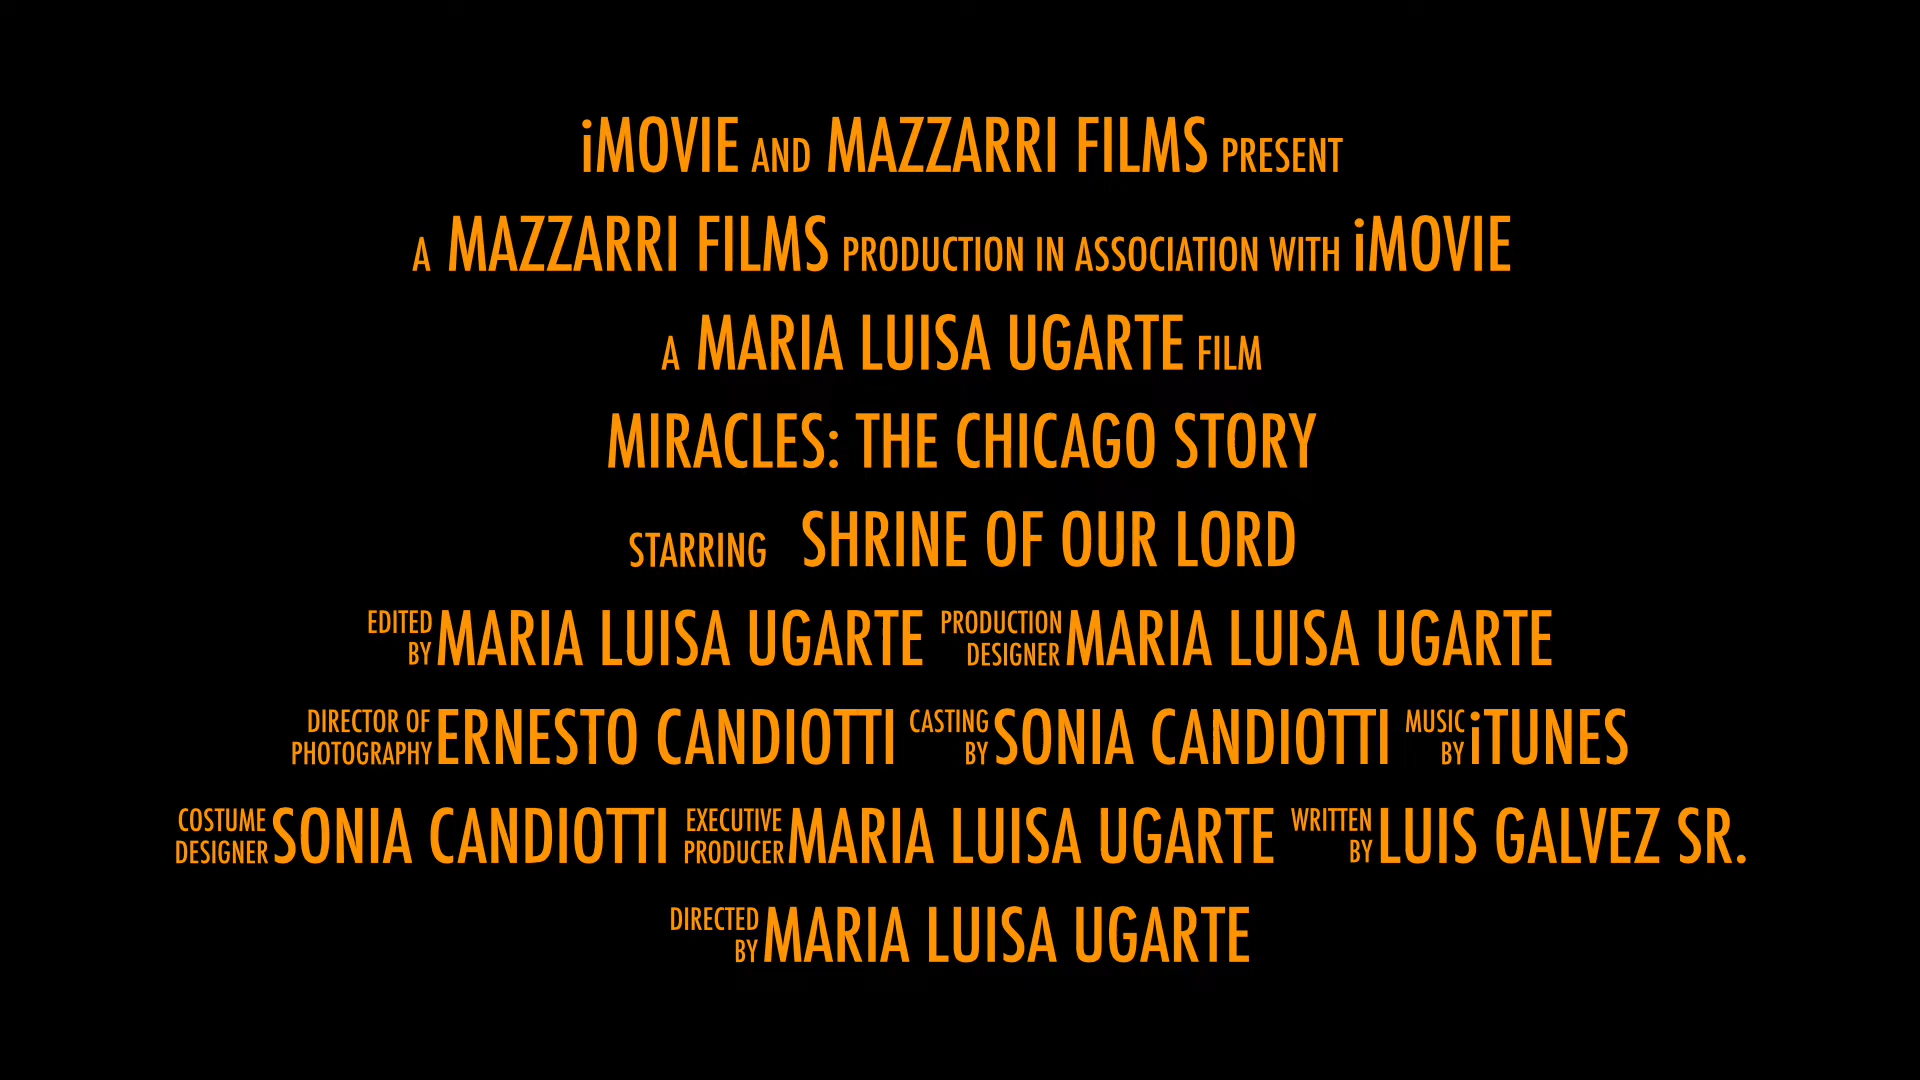 iMOVIE AND MAZZARRI FILMS PRESENT
A MAZZARRI FILMS PRODUCTION IN ASSOCIATION WITH iMOVIE
A MARIA LUISA UGARTE FILM
MIRACLES: THE CHICAGO STORY
STARRING SHRINE OF OUR LORD
EDITED BY MARIA LUISA UGARTE PRODUCTION DESIGNER MARIA LUISA UGARTE
DIRECTOR OF PHOTOGRAPHY ERNESTO CANDIOTTI CASTING BY SONIA CANDIOTTI MUSIC BY iTUNES
COSTUME DESIGNER SONIA CANDIOTTI EXECUTIVE PRODUCER MARIA LUISA UGARTE WRITTEN BY LUIS GALVEZ SR.
DIRECTED BY MARIA LUISA UGARTE